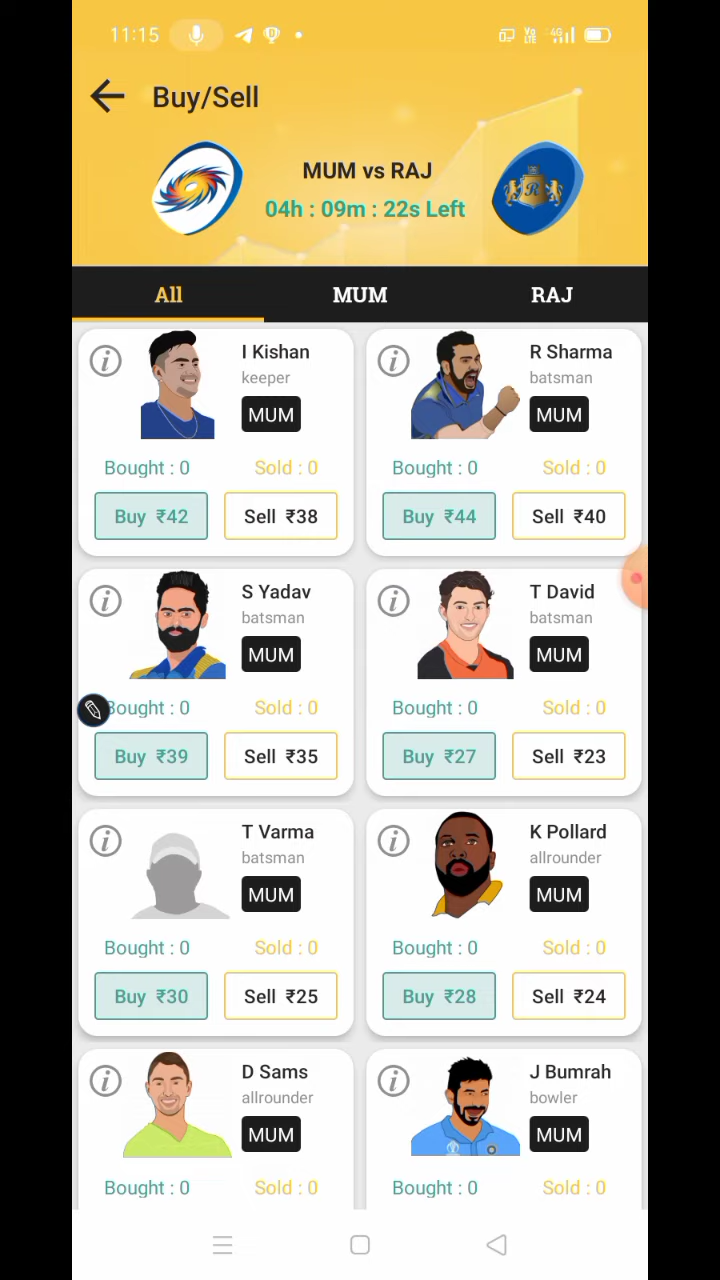 11:15
Vo LTE 4G
Buy/Sell
MUM vs RAJ
04h : 09m : 22s Left
R
All MUM RAJ
I Kishan
keeper
MUM
Bought : 0 Sold : 0
Buy ₹42 Sell ₹38
R Sharma
batsman
MUM
Bought : 0 Sold : 0
Buy ₹44 Sell ₹40
S Yadav
batsman
MUM
Bought : 0 Sold : 0
Buy ₹39 Sell ₹35
T David
batsman
MUM
Bought : 0 Sold : 0
Buy ₹27 Sell ₹23
T Varma
batsman
MUM
Bought : 0 Sold : 0
Buy ₹30 Sell ₹25
K Pollard
allrounder
MUM
Bought : 0 Sold : 0
Buy ₹28 Sell ₹24
D Sams
allrounder
MUM
Bought : 0 Sold : 0
J Bumrah
bowler
MUM
Bought : 0 Sold : 0